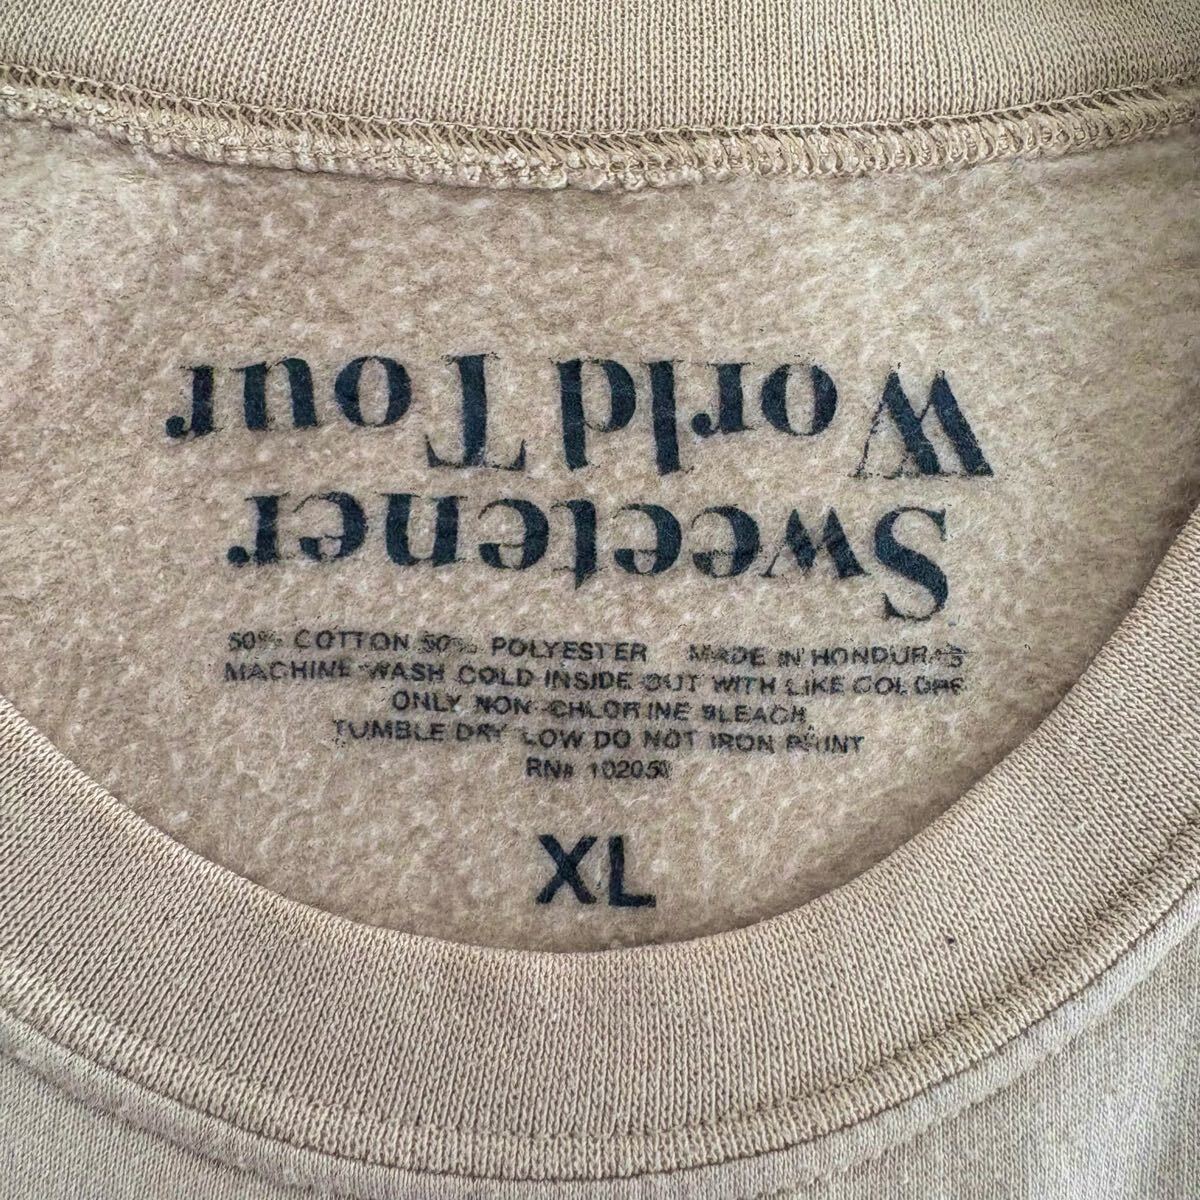 Sweetener
World Tour
50% COTTON 50% POLYESTER MADE IN HONDURAS
MACHINE WASH COLD INSIDE OUT WITH LIKE COLORS
ONLY NON-CHLORINE BLEACH
TUMBLE DRY LOW DO NOT IRON PRINT
RN#
XL